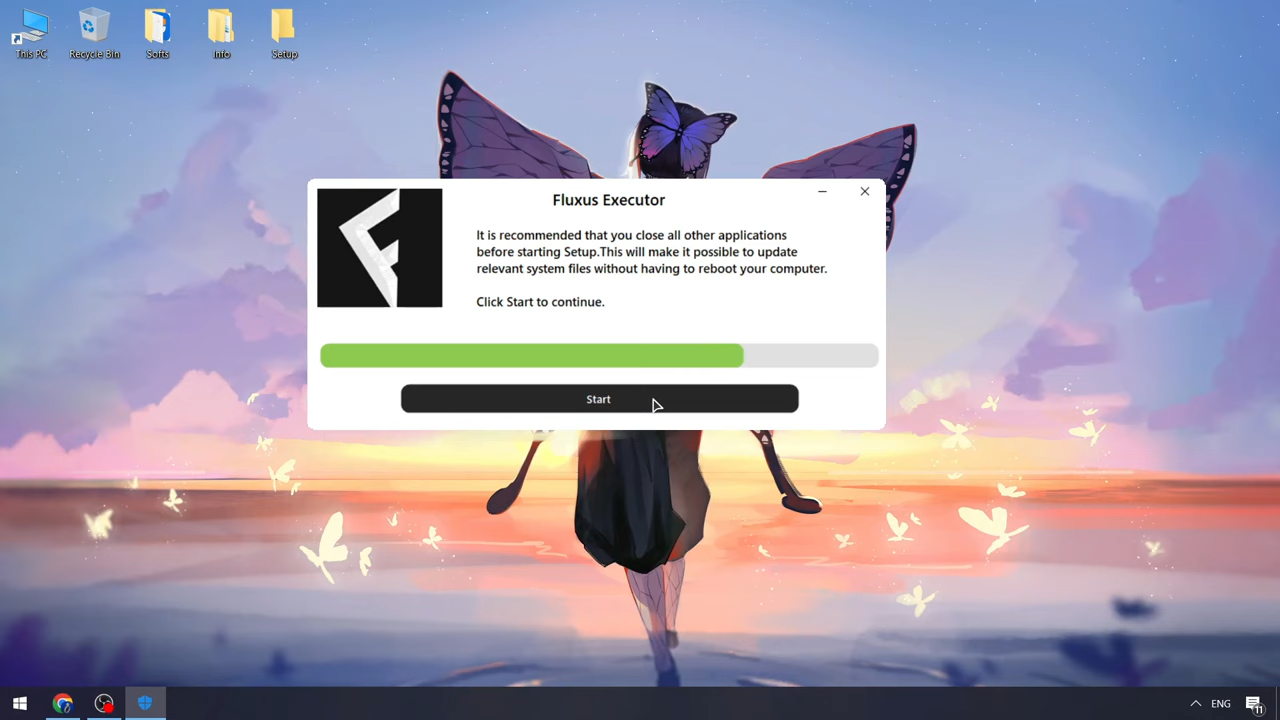 This PC
Recycle Bin
Softs
Info
Setup
Fluxus Executor
It is recommended that you close all other applications
before starting Setup.This will make it possible to update
relevant system files without having to reboot your computer.
Click Start to continue.
Start
ENG
11